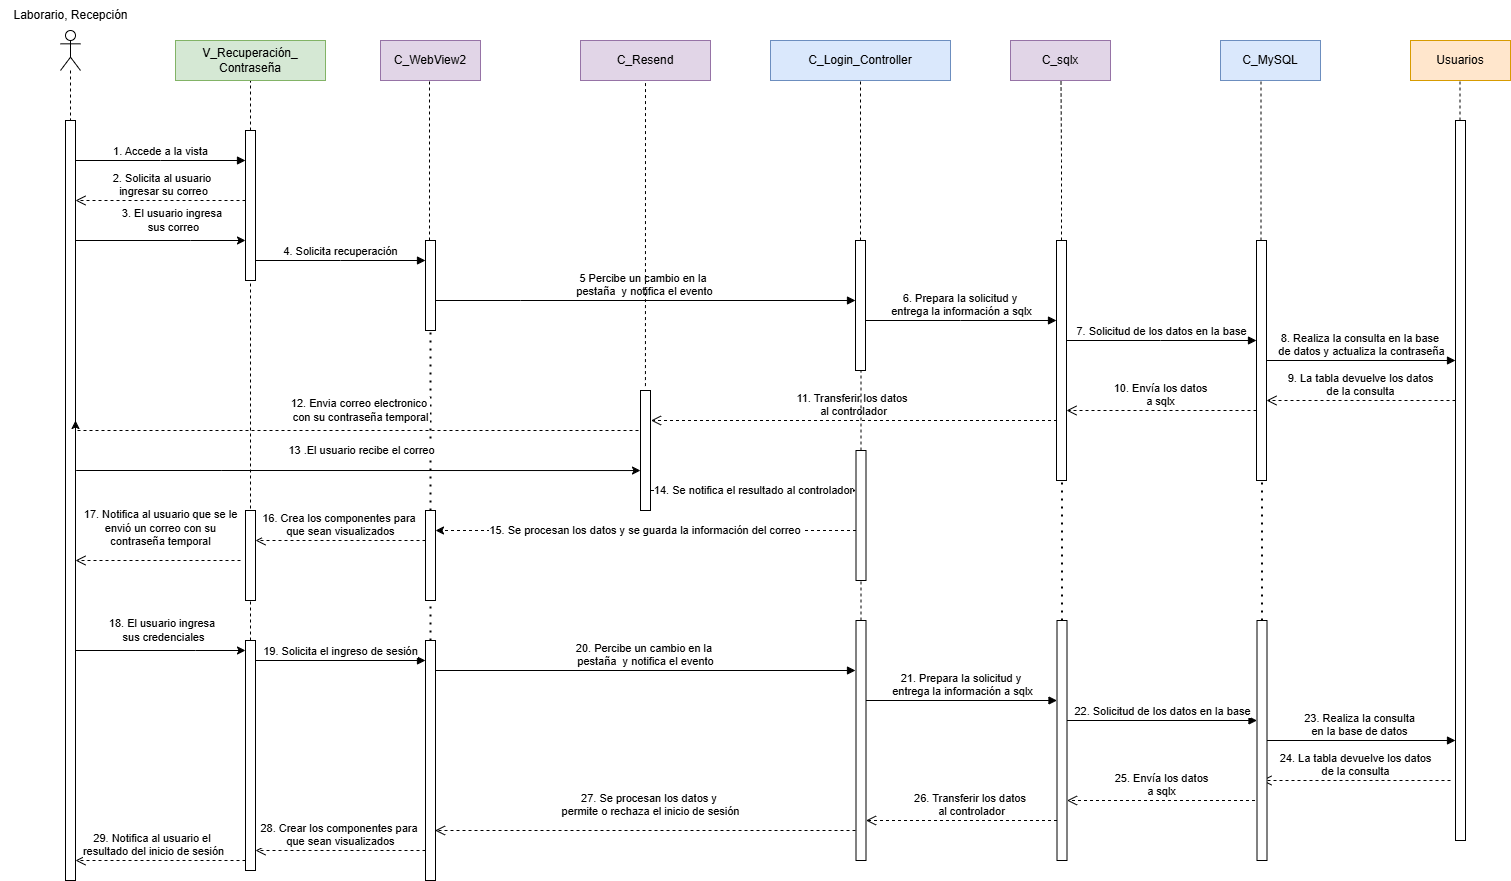 Laborario, Recepción
V_Recuperación_
Contraseña
C_WebView2
C_Resend
C_Login_Controller
C_sqlx
C_MySQL
Usuarios
1. Accede a la vista
2. Solicita al usuario
ingresar su correo
3. El usuario ingresa
sus correo
4. Solicita recuperación
5 Percibe un cambio en la
pestaña y notifica el evento
6. Prepara la solicitud y
entrega la información a sqlx
7. Solicitud de los datos en la base
8. Realiza la consulta en la base
de datos y actualiza la contraseña
9. La tabla devuelve los datos
de la consulta
10. Envía los datos
a sqlx
11. Transferir los datos
al controlador
12. Envia correo electronico
con su contraseña temporal
13 .El usuario recibe el correo
14. Se notifica el resultado al controlador
15. Se procesan los datos y se guarda la información del correo
16. Crea los componentes para
que sean visualizados
17. Notifica al usuario que se le
envió un correo con su
contraseña temporal
18. El usuario ingresa
sus credenciales
19. Solicita el ingreso de sesión
20. Percibe un cambio en la
pestaña y notifica el evento
21. Prepara la solicitud y
entrega la información a sqlx
22. Solicitud de los datos en la base
23. Realiza la consulta
en la base de datos
24. La tabla devuelve los datos
de la consulta
25. Envía los datos
a sqlx
26. Transferir los datos
al controlador
27. Se procesan los datos y
permite o rechaza el inicio de sesión
28. Crear los componentes para
que sean visualizados
29. Notifica al usuario el
resultado del inicio de sesión